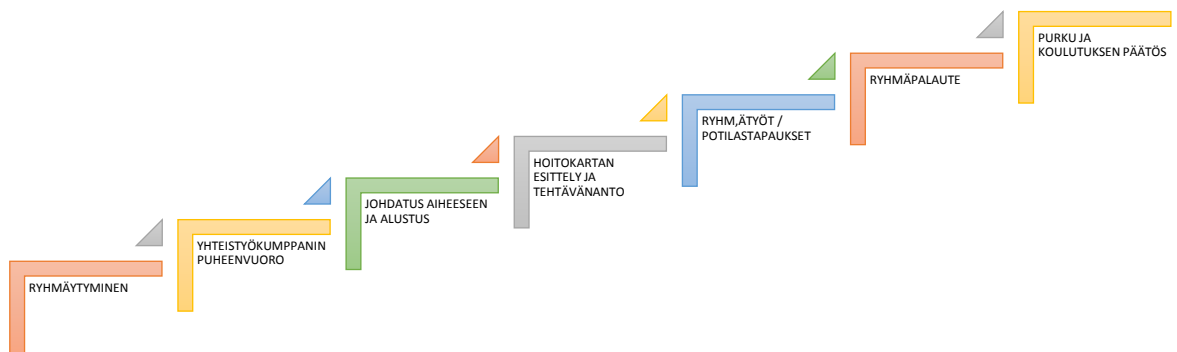 RYHMÄYTYMINEN
YHTEISTYÖKUMPPANIN
PUHEENVUORO
JOHDATUS AIHEESEEN
JA ALUSTUS
HOITOKARTAN
ESITTELY JA
TEHTÄVÄNANTO
RYHM,ÄTYÖT /
POTILASTAPAUKSET
RYHMÄPALAUTE
PURKU JA
KOULUTUKSEN PÄÄTÖS